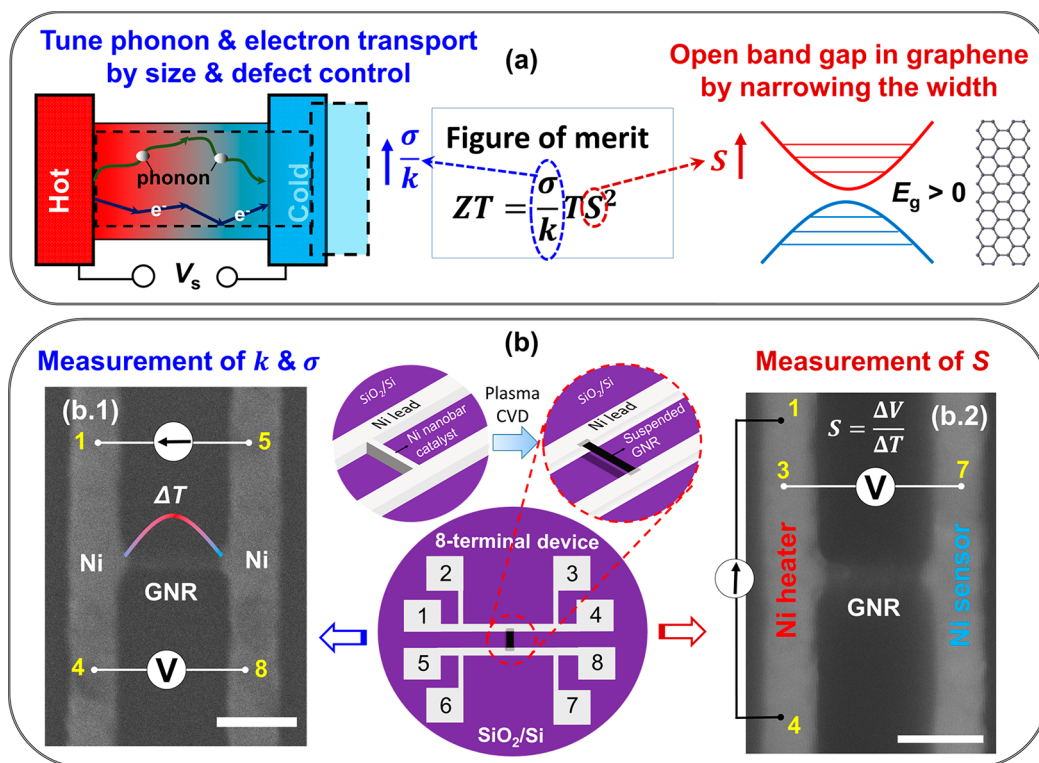 Tune phonon & electron transport
by size & defect control
(a)
Open band gap in graphene
by narrowing the width
Hot
phonon
e-
e-
Cold
Vs
σ/k
Figure of merit
ZT = σ/k TS²
S
Eg > 0
(b)
Measurement of k & σ
(b.1)
1
5
ΔT
Ni
Ni
GNR
4
V
8
SiO2/Si
Ni lead
Ni nanobar
catalyst
Plasma
CVD
SiO2/Si
Ni lead
Suspended
GNR
8-terminal device
2
3
1
4
5
8
6
7
SiO2/Si
Measurement of S
(b.2)
1
S = ΔV/ΔT
3
V
7
Ni heater
GNR
Ni sensor
4